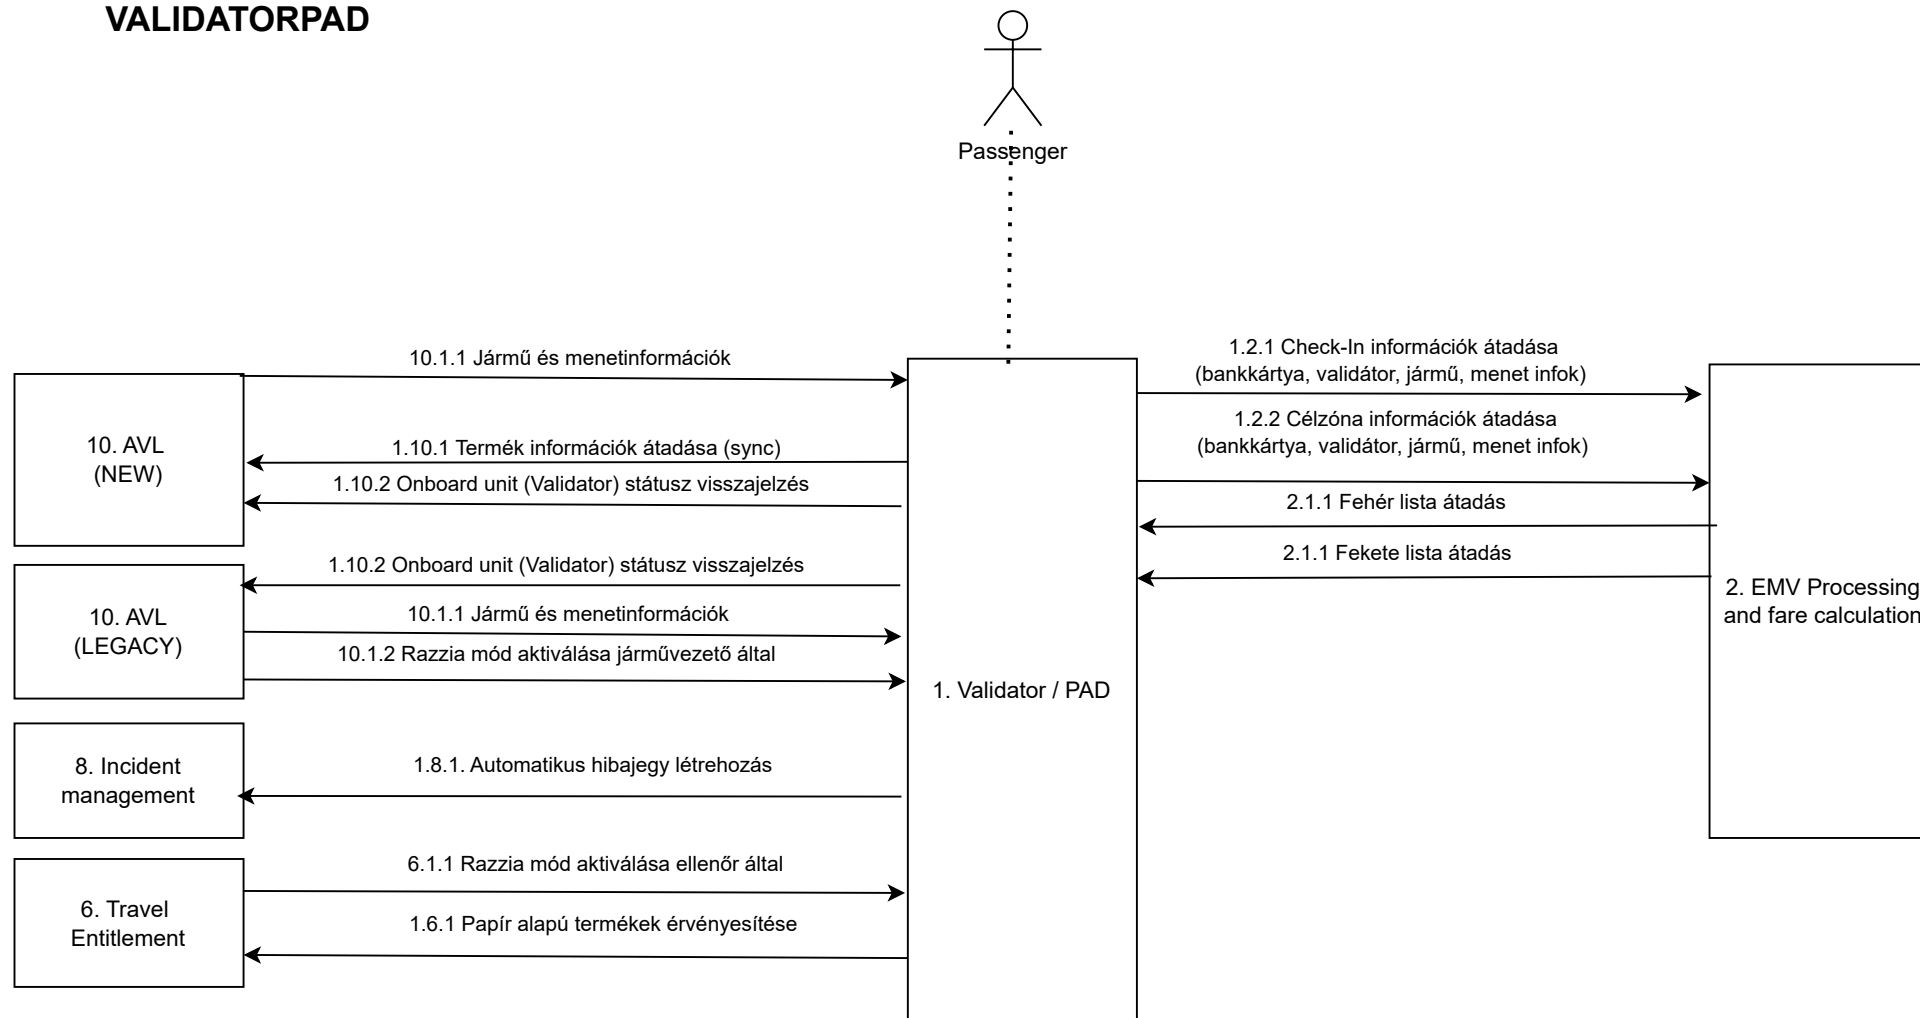 VALIDATORPAD
Passenger
10.1.1 Jármű és menetinformációk
10. AVL
(NEW)
1.10.1 Termék információk átadása (sync)
1.10.2 Onboard unit (Validator) státusz visszajelzés
1.10.2 Onboard unit (Validator) státusz visszajelzés
10. AVL
(LEGACY)
10.1.1 Jármű és menetinformációk
10.1.2 Razzia mód aktiválása járművezető által
8. Incident
management
1.8.1. Automatikus hibajegy létrehozás
6. Travel
Entitlement
6.1.1 Razzia mód aktiválása ellenőr által
1.6.1 Papír alapú termékek érvényesítése
1. Validator / PAD
1.2.1 Check-In információk átadása
(bankkártya, validátor, jármű, menet infok)
1.2.2 Célzóna információk átadása
(bankkártya, validátor, jármű, menet infok)
2.1.1 Fehér lista átadás
2.1.1 Fekete lista átadás
2. EMV Processing
and fare calculation